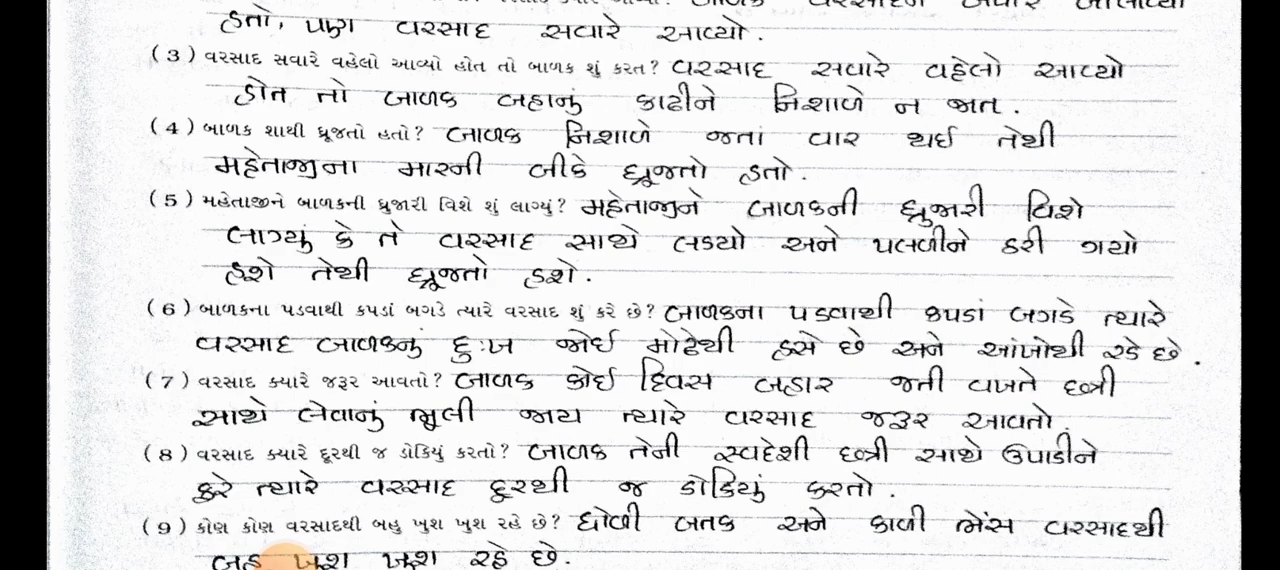 હતો, પણ વરસાદ સવારે આવ્યો.
(3) વરસાદ સવારે વહેલો આવ્યો હોત તો બાળક શું કરત? વરસાદ સવારે વહેલો આવ્યો
હોત તો બાળક બહાનું કાઢીને નિશાળે ન જાત.
(4) બાળક શાથી ધ્રૂજતો હતો? બાળક નિશાળે જતાં વાર થઈ તેથી
મહેતાજીના મારની બીકે ધ્રૂજતો હતો.
(5) મહેતાજીને બાળકની ધ્રુજારી વિશે શું લાગ્યું? મહેતાજીને બાળકની ધ્રુજારી વિશે
લાગ્યું કે તે વરસાદ સાથે લડ્યો અને પલળીને ઠરી ગયો
હશે તેથી ધ્રૂજતો હશે.
(6) બાળકના પડવાથી કપડાં બગડે ત્યારે વરસાદ શું કરે છે? બાળકના પડવાથી કપડાં બગડે ત્યારે
વરસાદ બાળકનું દુઃખ જોઈ મોઢેથી હસે છે અને આંખોથી રડે છે.
(7) વરસાદ ક્યારે જરૂર આવતો? બાળક કોઈ દિવસ બહાર જતી વખતે છત્રી
સાથે લેવાનું ભૂલી જાય ત્યારે વરસાદ જરૂર આવતો.
(8) વરસાદ ક્યારે દૂરથી જ ડોકિયું કરતો? બાળક તેની સ્વદેશી છત્રી સાથે ઉપાડીને
ફરે ત્યારે વરસાદ દૂરથી જ ડોકિયું કરતો.
(9) કોણ કોણ વરસાદથી બહુ ખુશ ખુશ રહે છે? ધોળી બતક અને કાળી ભેંસ વરસાદથી
બહુ ખુશ ખુશ રહે છે.